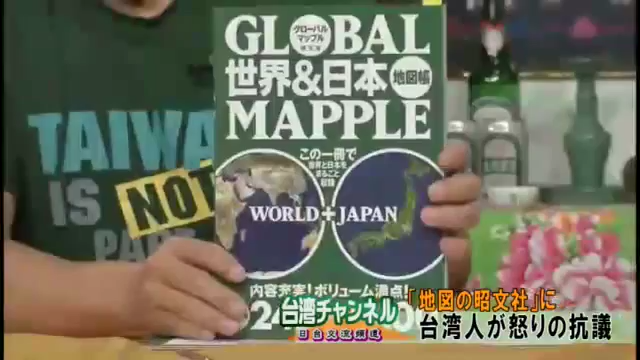 グローバル
マップル
GLOBAL
世界&日本
地図帳
MAPPLE
この一冊で
世界と日本を
まるごと
収録
WORLD+JAPAN
内容充実!ボリューム満点!
TAIWA
IS NOT
PART
台湾チャンネル
日台交流頻道
「地図の昭文社」に
台湾人が怒りの抗議